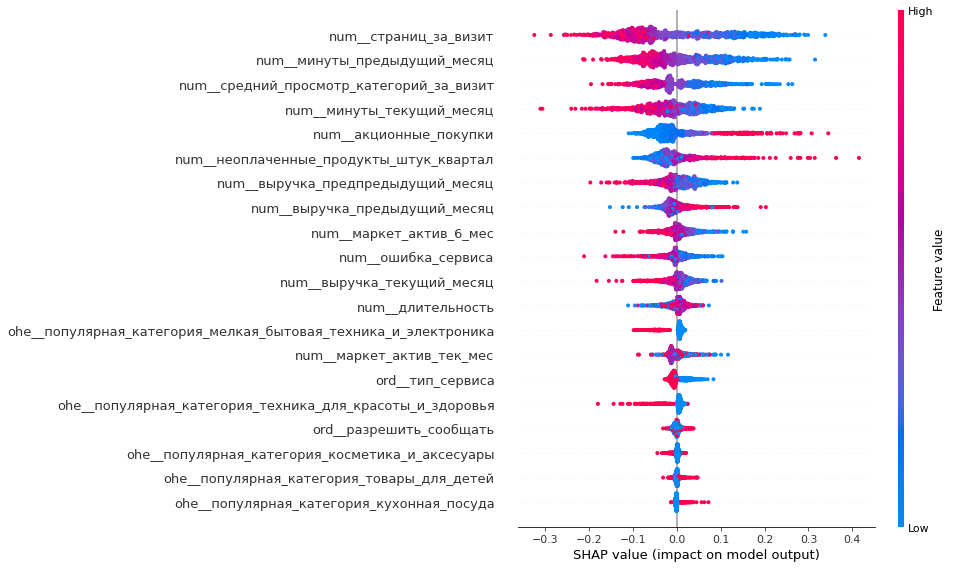 High
num__страниц_за_визит
num__минуты_предыдущий_месяц
num__средний_просмотр_категорий_за_визит
num__минуты_текущий_месяц
num__акционные_покупки
num__неоплаченные_продукты_штук_квартал
num__выручка_предпредыдущий_месяц
num__выручка_предыдущий_месяц
num__маркет_актив_6_мес
num__ошибка_сервиса
num__выручка_текущий_месяц
num__длительность
ohe__популярная_категория_мелкая_бытовая_техника_и_электроника
num__маркет_актив_тек_мес
ord__тип_сервиса
ohe__популярная_категория_техника_для_красоты_и_здоровья
ord__разрешить_сообщать
ohe__популярная_категория_косметика_и_аксесуары
ohe__популярная_категория_товары_для_детей
ohe__популярная_категория_кухонная_посуда
Feature value
Low
−0.3 −0.2 −0.1 0.0 0.1 0.2 0.3 0.4
SHAP value (impact on model output)